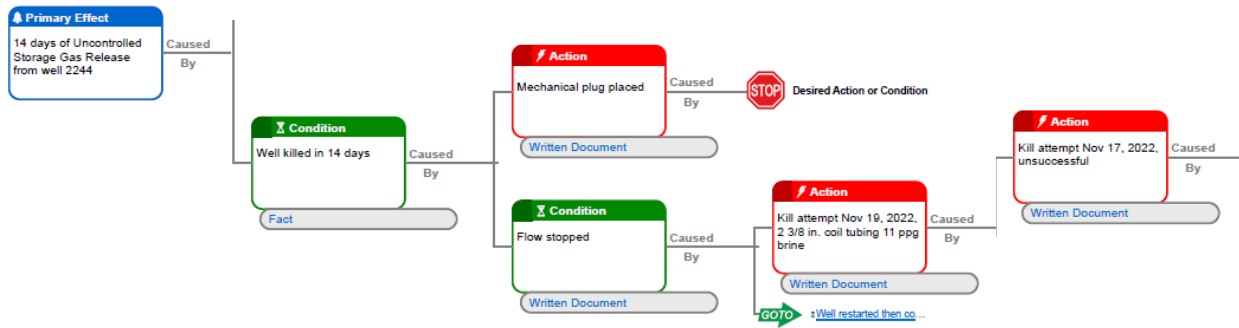 Primary Effect
14 days of Uncontrolled
Storage Gas Release
from well 2244
Caused
By
Condition
Well killed in 14 days
Fact
Caused
By
Action
Mechanical plug placed
Written Document
Caused
By
STOP
Desired Action or Condition
Condition
Flow stopped
Written Document
Caused
By
Action
Kill attempt Nov 19, 2022,
2 3/8 in. coil tubing 11 ppg
brine
Written Document
Caused
By
GOTO
Well restarted then co...
Action
Kill attempt Nov 17, 2022,
unsuccessful
Written Document
Caused
By